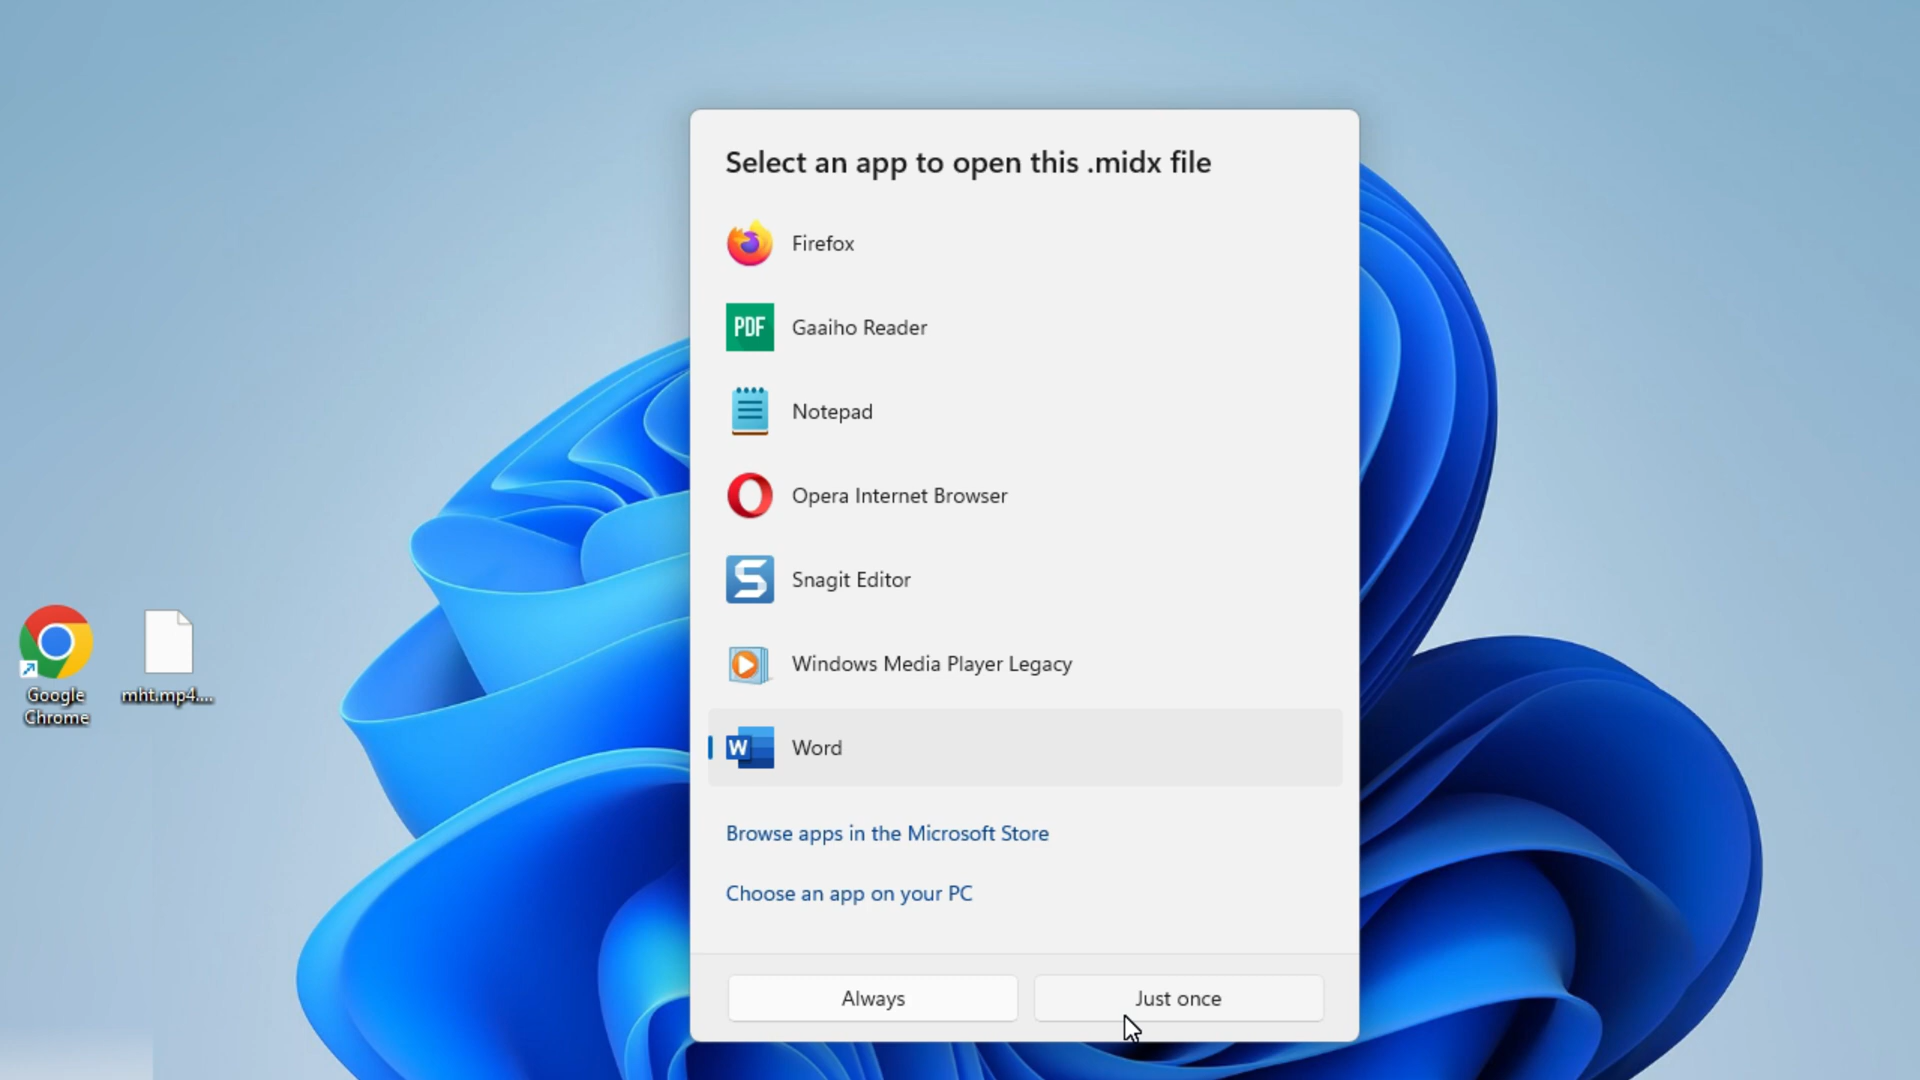 Select an app to open this .midx file
Firefox
PDF
Gaaiho Reader
Notepad
Opera Internet Browser
S
Snagit Editor
Windows Media Player Legacy
W
Word
Browse apps in the Microsoft Store
Choose an app on your PC
Always
Just once
Google
Chrome
mht.mp4....